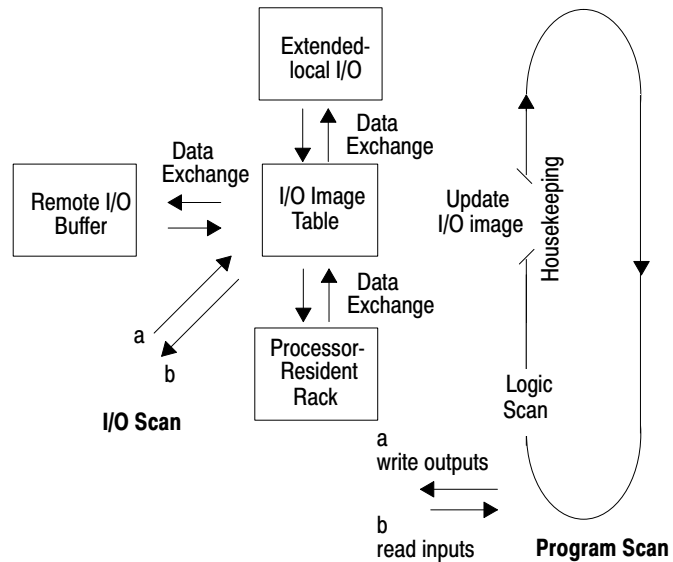 Extended-
local I/O
Data
Exchange
Data
Exchange
Remote I/O
Buffer
I/O Image
Table
Update
I/O image
Housekeeping
Data
Exchange
a
b
Processor-
Resident
Rack
I/O Scan
Logic
Scan
a
write outputs
b
read inputs
Program Scan